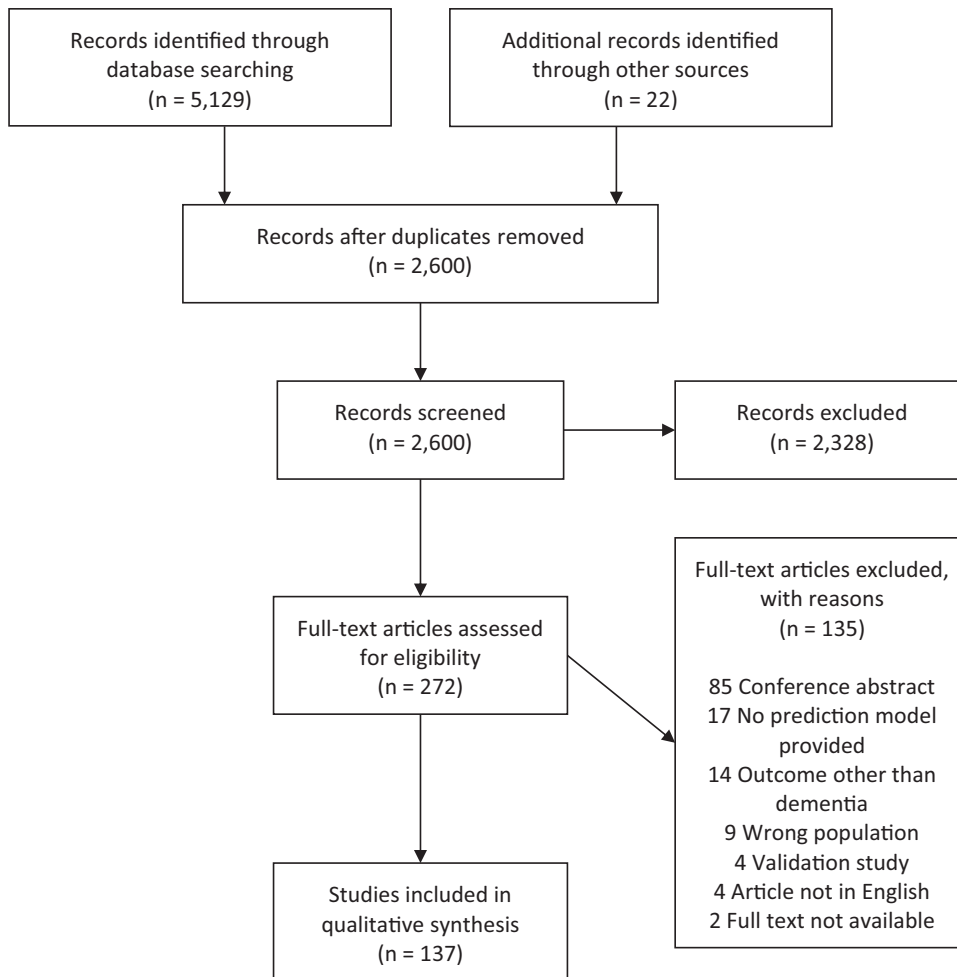 Records identified through
database searching
(n = 5,129)
Additional records identified
through other sources
(n = 22)
Records after duplicates removed
(n = 2,600)
Records screened
(n = 2,600)
Records excluded
(n = 2,328)
Full-text articles assessed
for eligibility
(n = 272)
Full-text articles excluded,
with reasons
(n = 135)
85 Conference abstract
17 No prediction model
provided
14 Outcome other than
dementia
9 Wrong population
4 Validation study
4 Article not in English
2 Full text not available
Studies included in
qualitative synthesis
(n = 137)